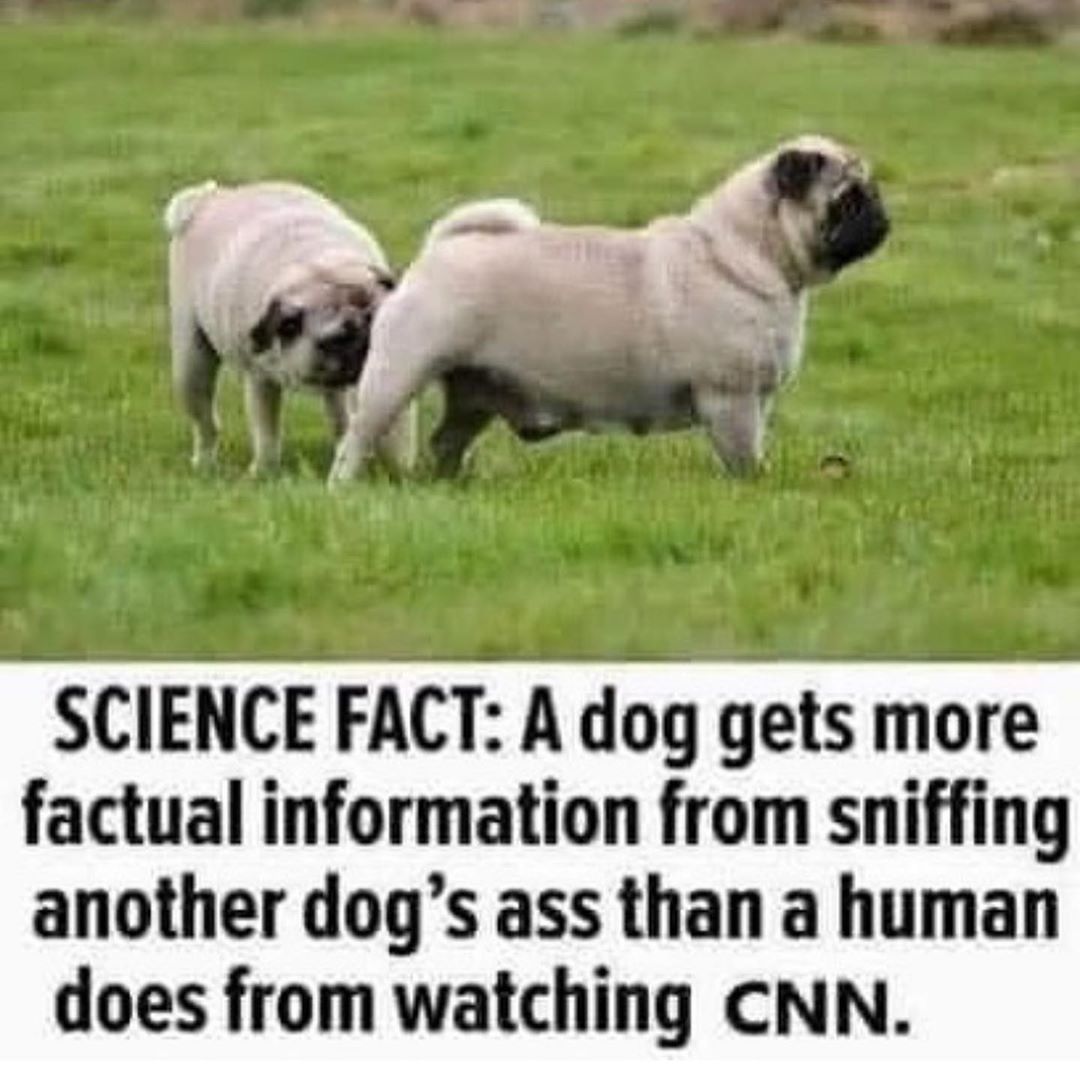 SCIENCE FACT: A dog gets more
factual information from sniffing
another dog’s ass than a human
does from watching CNN.